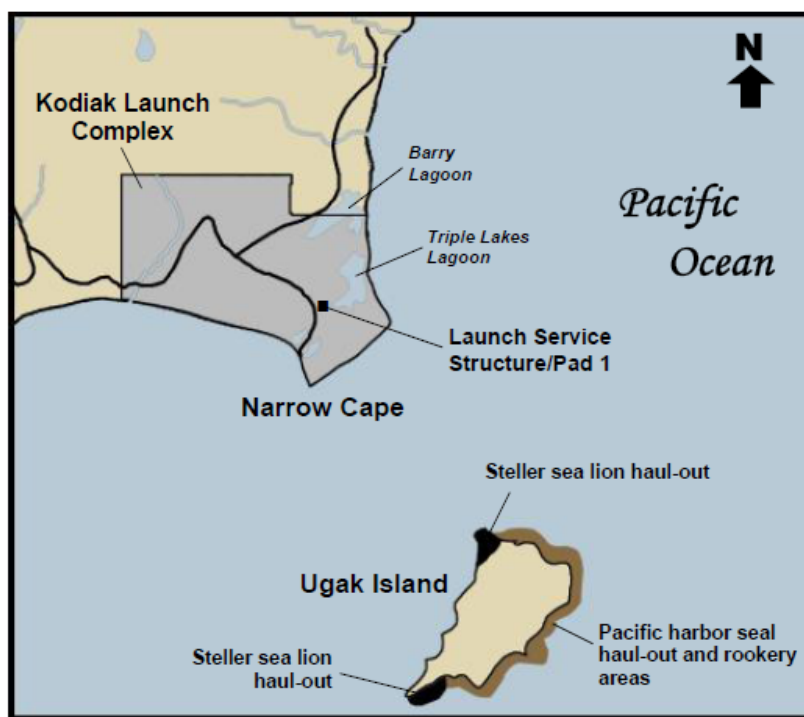 N
Kodiak Launch
Complex
Barry
Lagoon
Pacific
Ocean
Triple Lakes
Lagoon
Launch Service
Structure/Pad 1
Narrow Cape
Steller sea lion haul-out
Ugak Island
Pacific harbor seal
haul-out and rookery
areas
Steller sea lion
haul-out